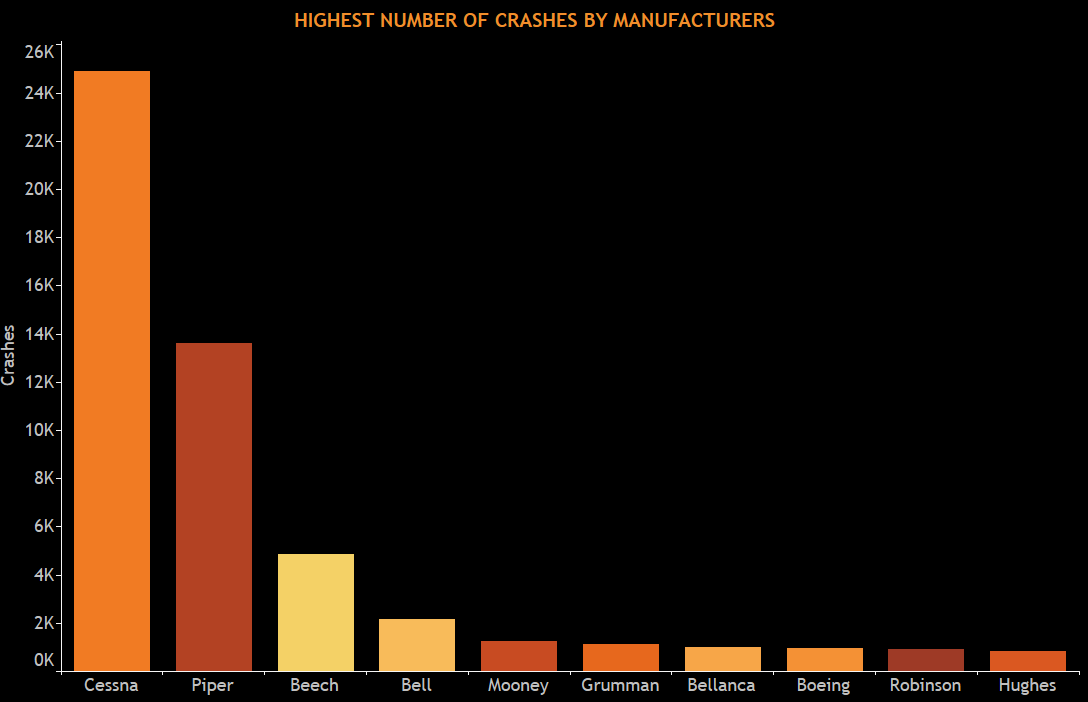 HIGHEST NUMBER OF CRASHES BY MANUFACTURERS
26K
24K
22K
20K
18K
16K
14K
12K
10K
8K
6K
4K
2K
0K
Crashes
Cessna Piper Beech Bell Mooney Grumman Bellanca Boeing Robinson Hughes